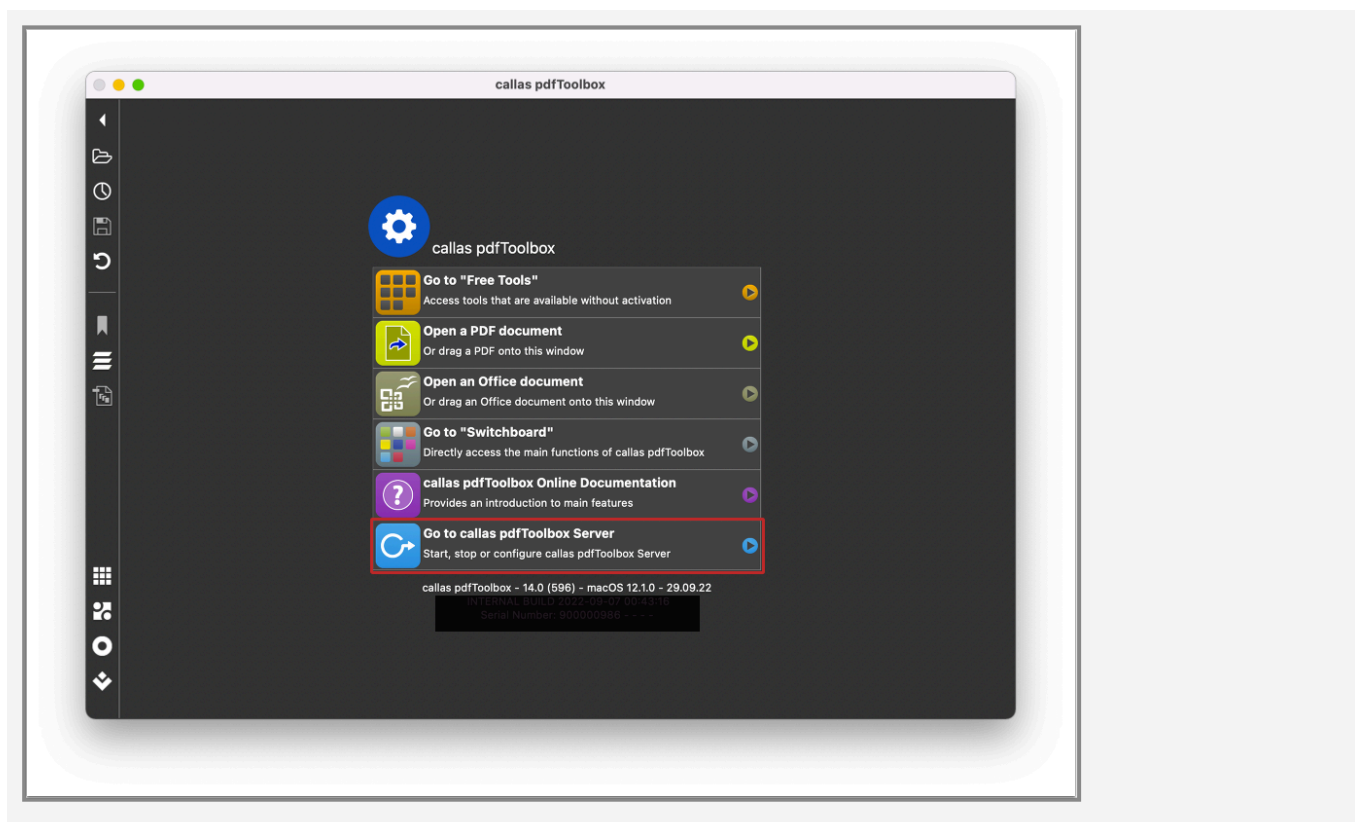 callas pdfToolbox
callas pdfToolbox
Go to "Free Tools"
Access tools that are available without activation
Open a PDF document
Or drag a PDF onto this window
Open an Office document
Or drag an Office document onto this window
Go to "Switchboard"
Directly access the main functions of callas pdfToolbox
?
callas pdfToolbox Online Documentation
Provides an introduction to main features
Go to callas pdfToolbox Server
Start, stop or configure callas pdfToolbox Server
callas pdfToolbox - 14.0 (596) - macOS 12.1.0 - 29.09.22
INTERNAL BUILD 2022-09-07 00:43:16
Serial Number: 900000986 - - - -